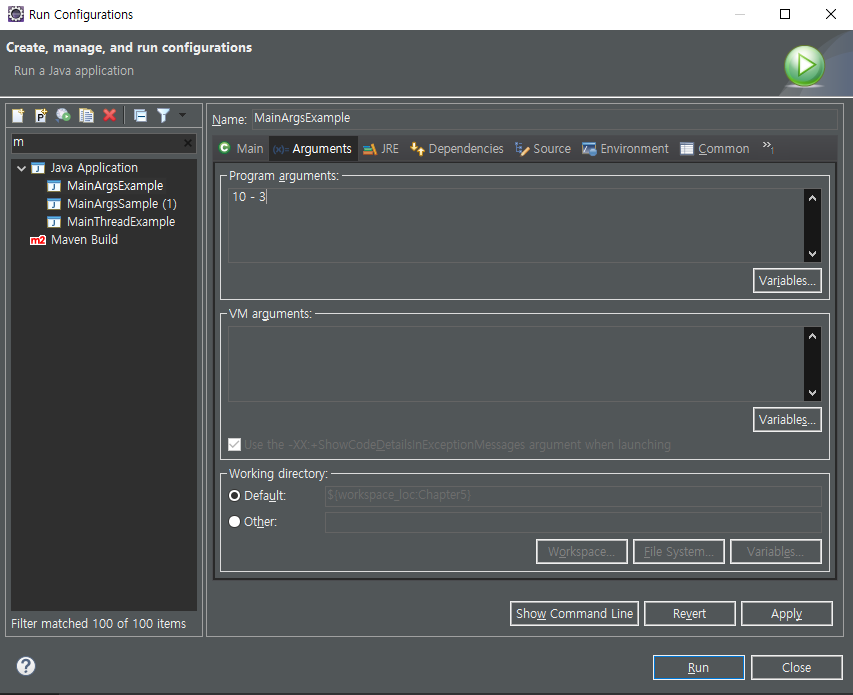 Run Configurations
Create, manage, and run configurations
Run a Java application
Name: MainArgsExample
m
Main Arguments JRE Dependencies Source Environment Common »1
Java Application
MainArgsExample
MainArgsSample (1)
MainThreadExample
m2 Maven Build
Filter matched 100 of 100 items
Program arguments:
10 - 3
Variables...
VM arguments:
Variables...
Use the -XX:+ShowCodeDetailsInExceptionMessages argument when launching
Working directory:
Default: ${workspace_loc:Chapter5}
Other:
Workspace... File System... Variables...
Show Command Line Revert Apply
? Run Close